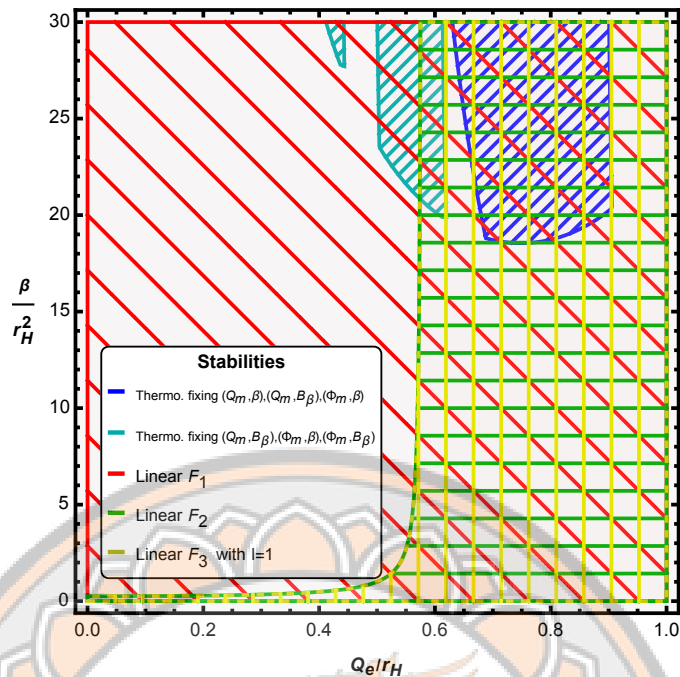 30
25
20
15
10
5
0
β
r_H^2
Stabilities
Thermo. fixing (Q_m,β),(Q_m,B_β),(Φ_m,β)
Thermo. fixing (Q_m,B_β),(Φ_m,β),(Φ_m,B_β)
Linear F_1
Linear F_2
Linear F_3 with l=1
0.0 0.2 0.4 0.6 0.8 1.0
Q_e/r_H